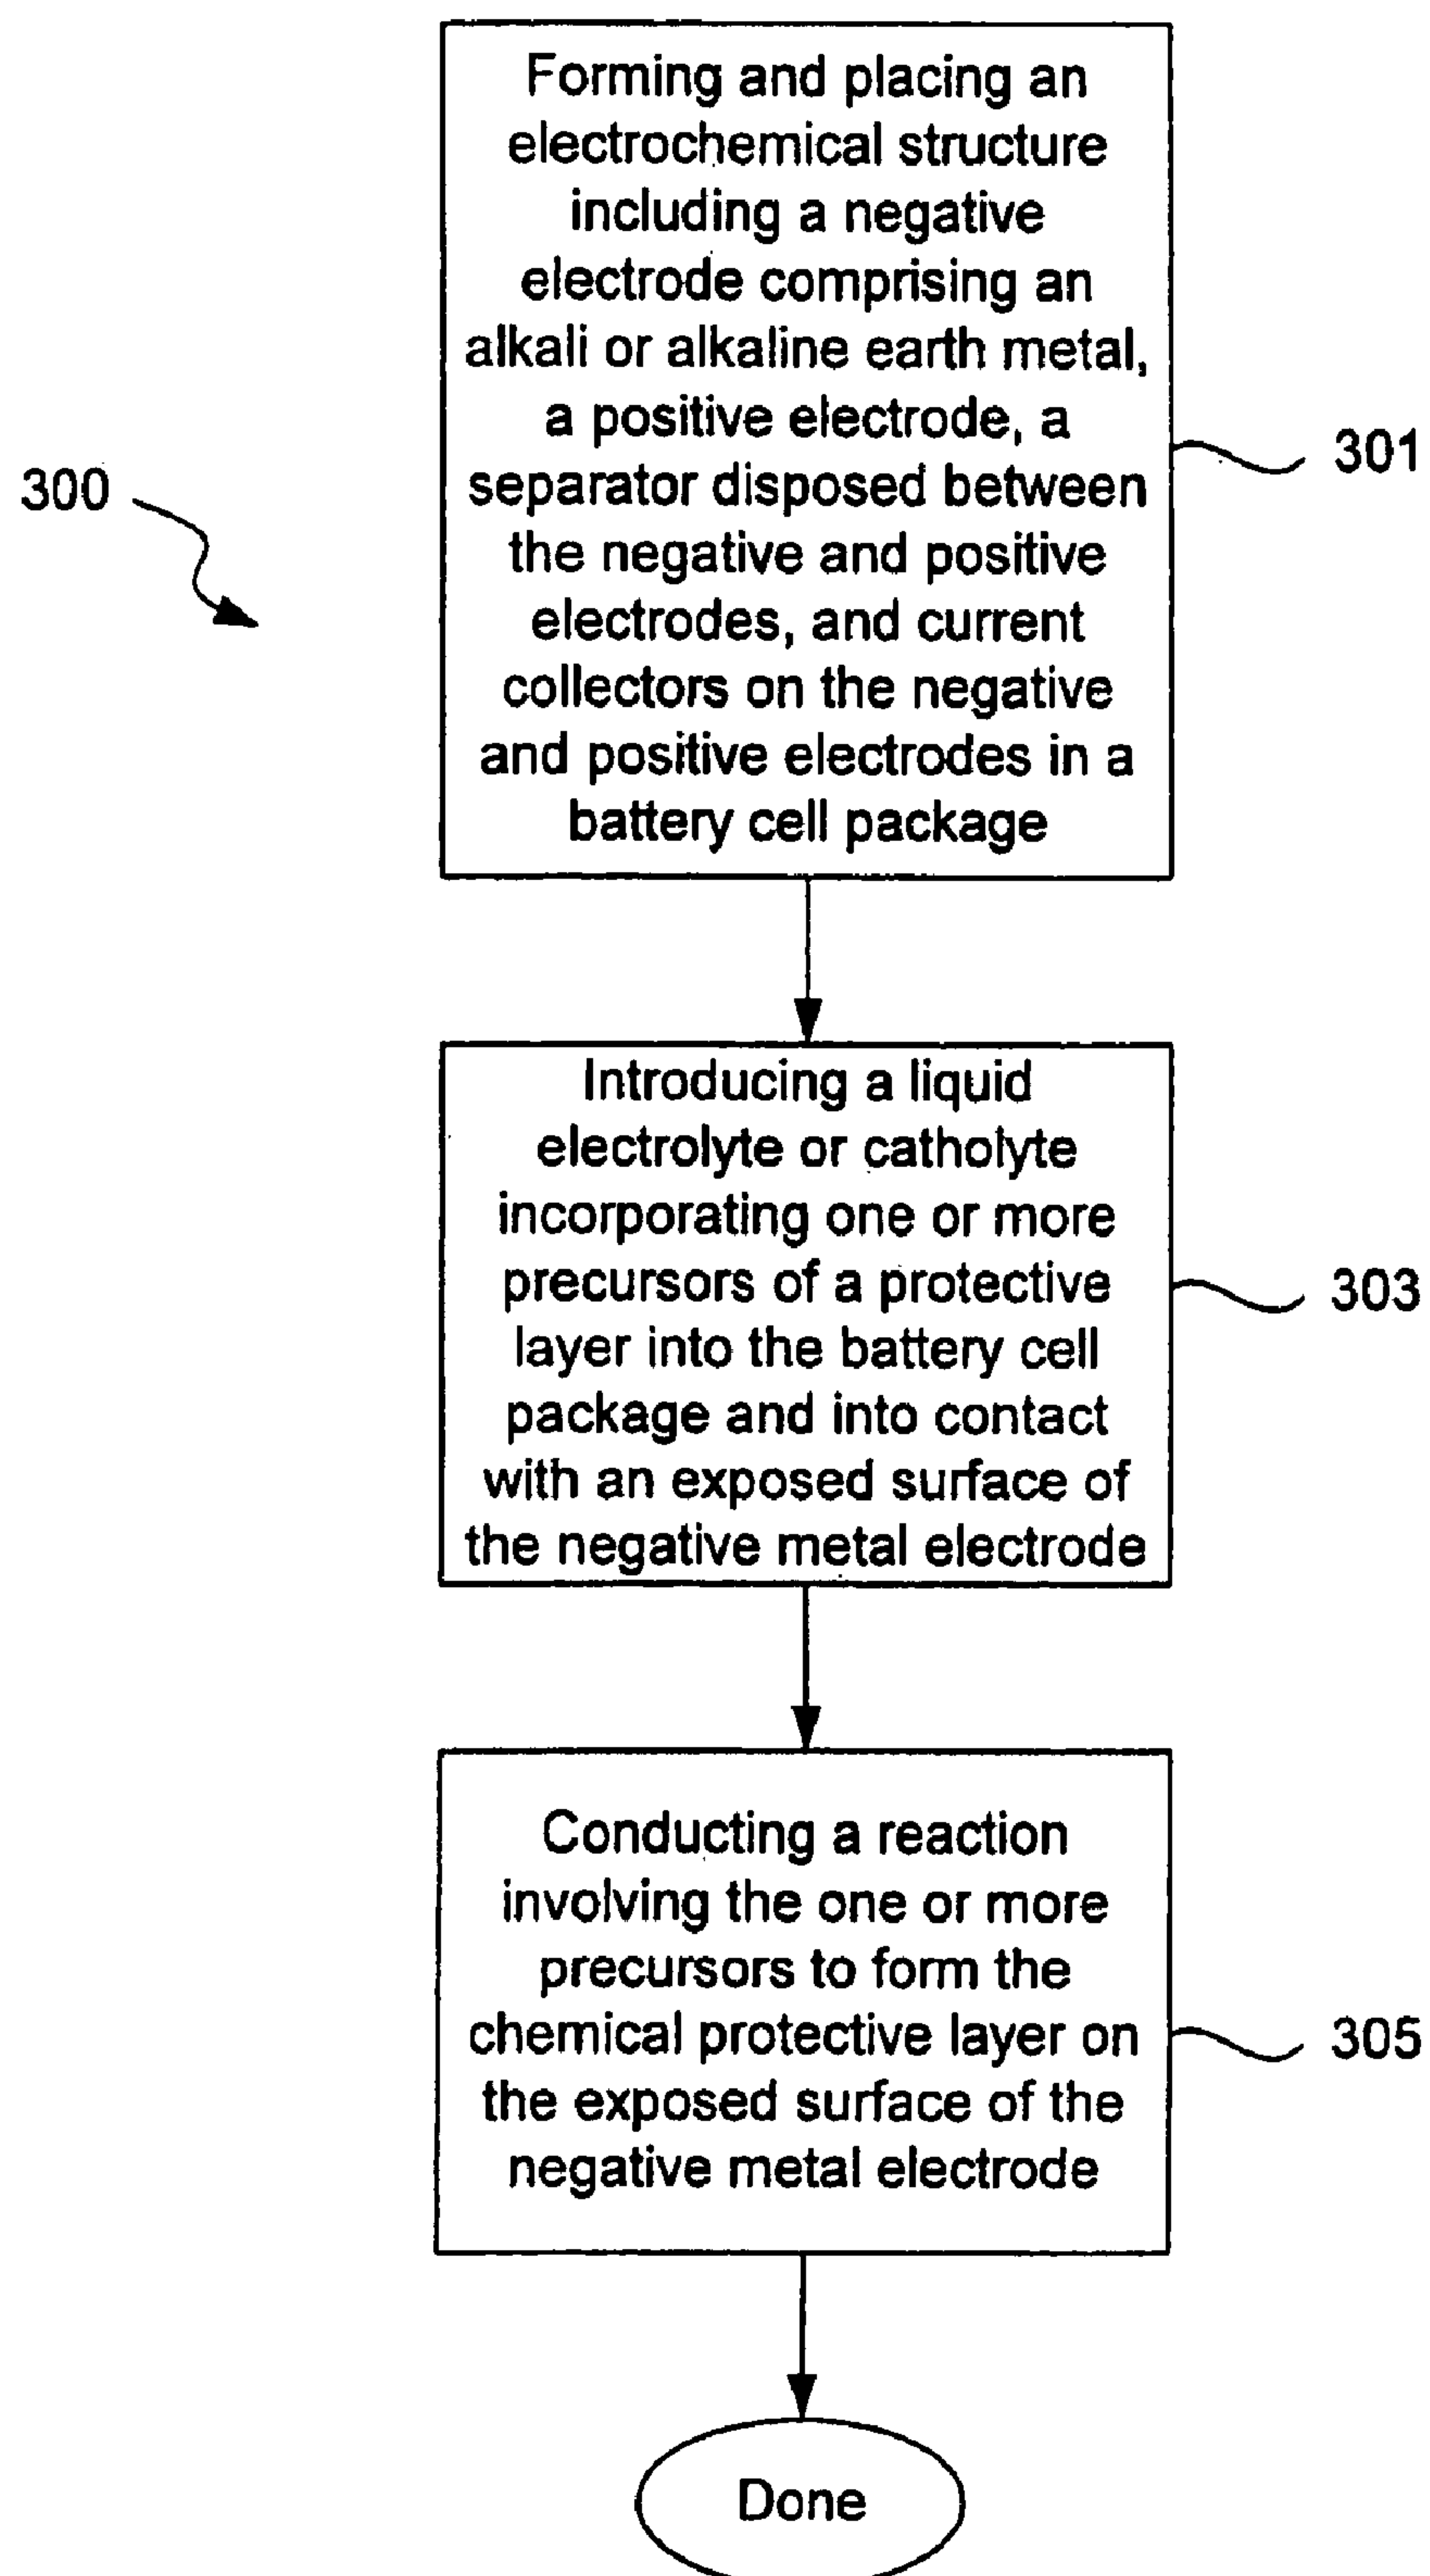 Forming and placing an
electrochemical structure
including a negative
electrode comprising an
alkali or alkaline earth metal,
a positive electrode, a
separator disposed between
the negative and positive
electrodes, and current
collectors on the negative
and positive electrodes in a
battery cell package
301
300
Introducing a liquid
electrolyte or catholyte
incorporating one or more
precursors of a protective
layer into the battery cell
package and into contact
with an exposed surface of
the negative metal electrode
303
Conducting a reaction
involving the one or more
precursors to form the
chemical protective layer on
the exposed surface of the
negative metal electrode
305
Done